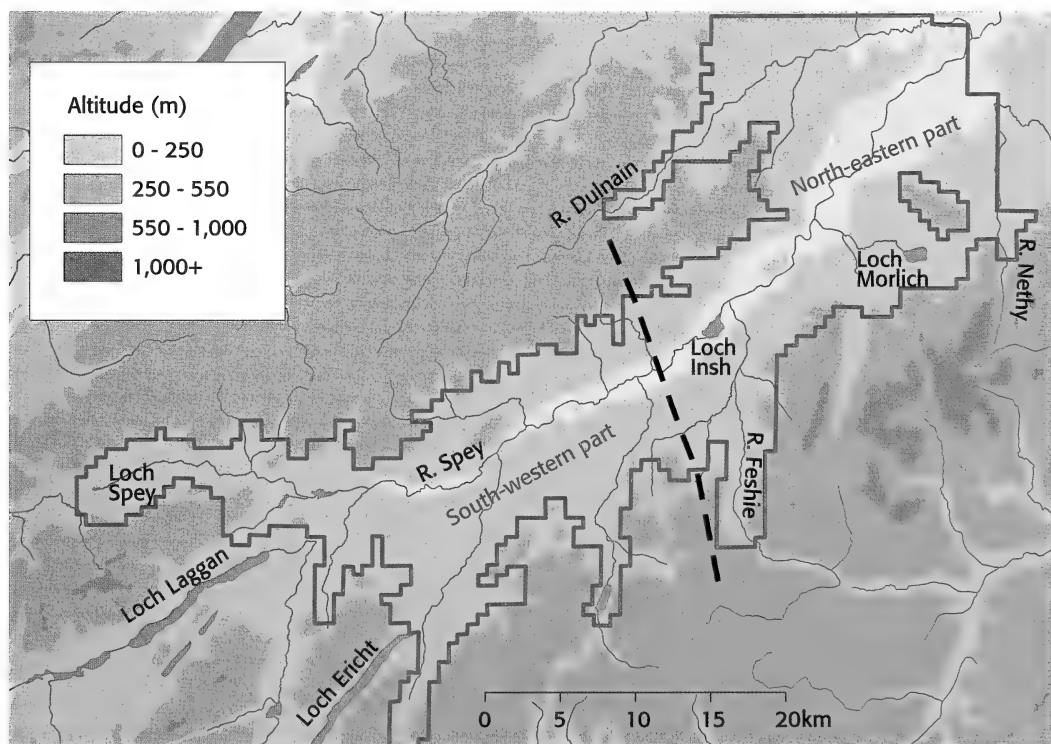 Altitude (m)
0 - 250
250 - 550
550 - 1,000
1,000+
R. Dulnain
North-eastern part
Loch
Morlich
R. Nethy
Loch
Insh
R. Feshie
R. Spey
South-western part
Loch
Spey
Loch Laggan
Loch Ericht
0 5 10 15 20km